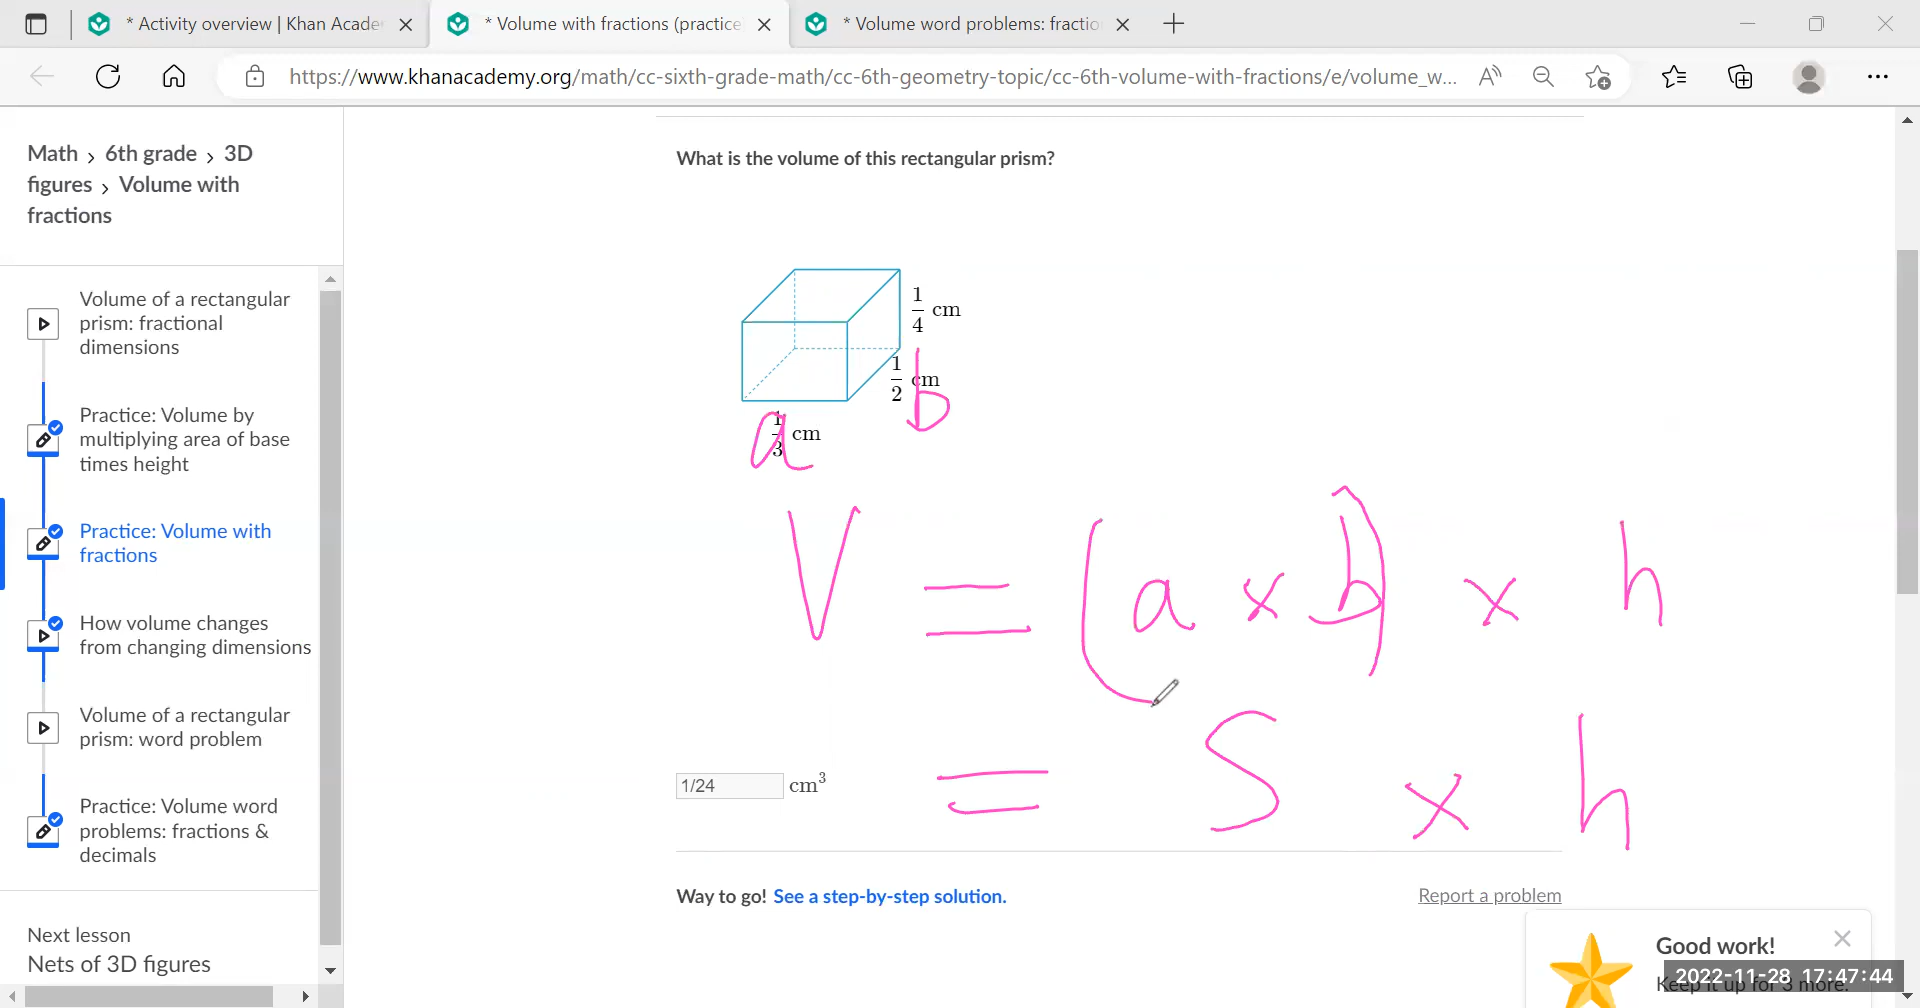 * Activity overview | Khan Acade
* Volume with fractions (practice
* Volume word problems: fractio
https://www.khanacademy.org/math/cc-sixth-grade-math/cc-6th-geometry-topic/cc-6th-volume-with-fractions/e/volume_w...
Math > 6th grade > 3D
figures > Volume with
fractions
Volume of a rectangular
prism: fractional
dimensions
Practice: Volume by
multiplying area of base
times height
Practice: Volume with
fractions
How volume changes
from changing dimensions
Volume of a rectangular
prism: word problem
Practice: Volume word
problems: fractions &
decimals
Next lesson
Nets of 3D figures
What is the volume of this rectangular prism?
1/4 cm
1/2 cm
b
1/3 cm
a
V = (a × b) × h
= S × h
1/24 cm³
Way to go! See a step-by-step solution.
Report a problem
Good work!
Keep it up for 3 more.
2022-11-28 17:47:44